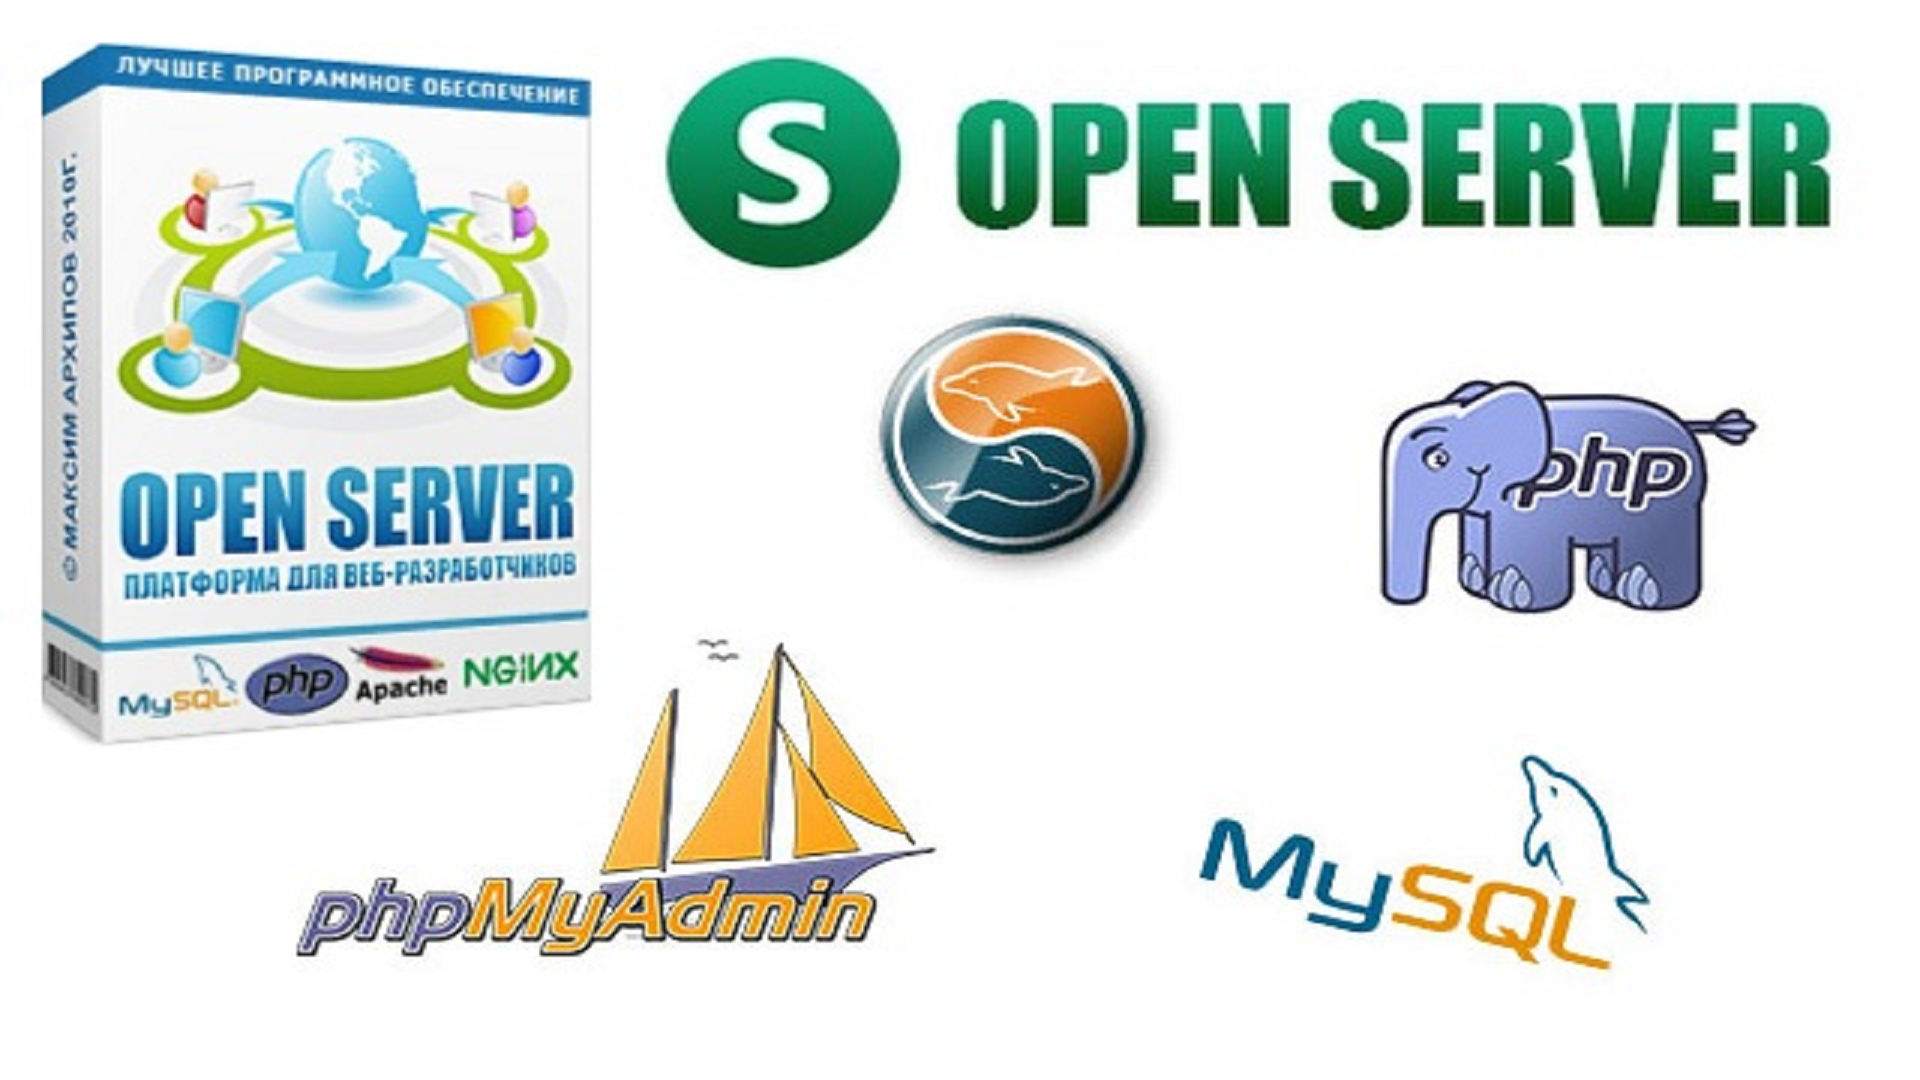 ЛУЧШЕЕ ПРОГРАММНОЕ ОБЕСПЕЧЕНИЕ
© МАКСИМ АРХИПОВ 2010Г.
OPEN SERVER
ПЛАТФОРМА ДЛЯ ВЕБ-РАЗРАБОТЧИКОВ
MySQL php Apache NGiNX
S OPEN SERVER
php
phpMyAdmin
MySQL